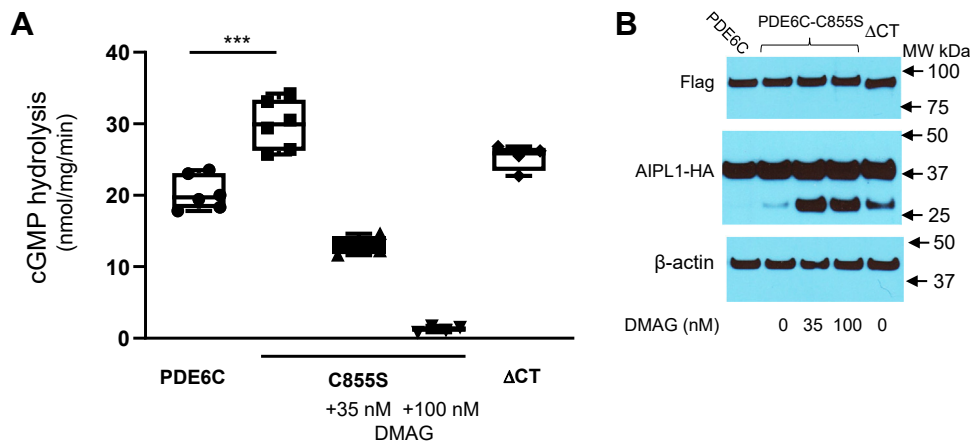 A
***
cGMP hydrolysis
(nmol/mg/min)
40
30
20
10
0
PDE6C
C855S
ΔCT
+35 nM +100 nM
DMAG
B
PDE6C
PDE6C-C855S
ΔCT
MW kDa
Flag
100
75
AIPL1-HA
50
37
25
β-actin
50
37
DMAG (nM) 0 35 100 0